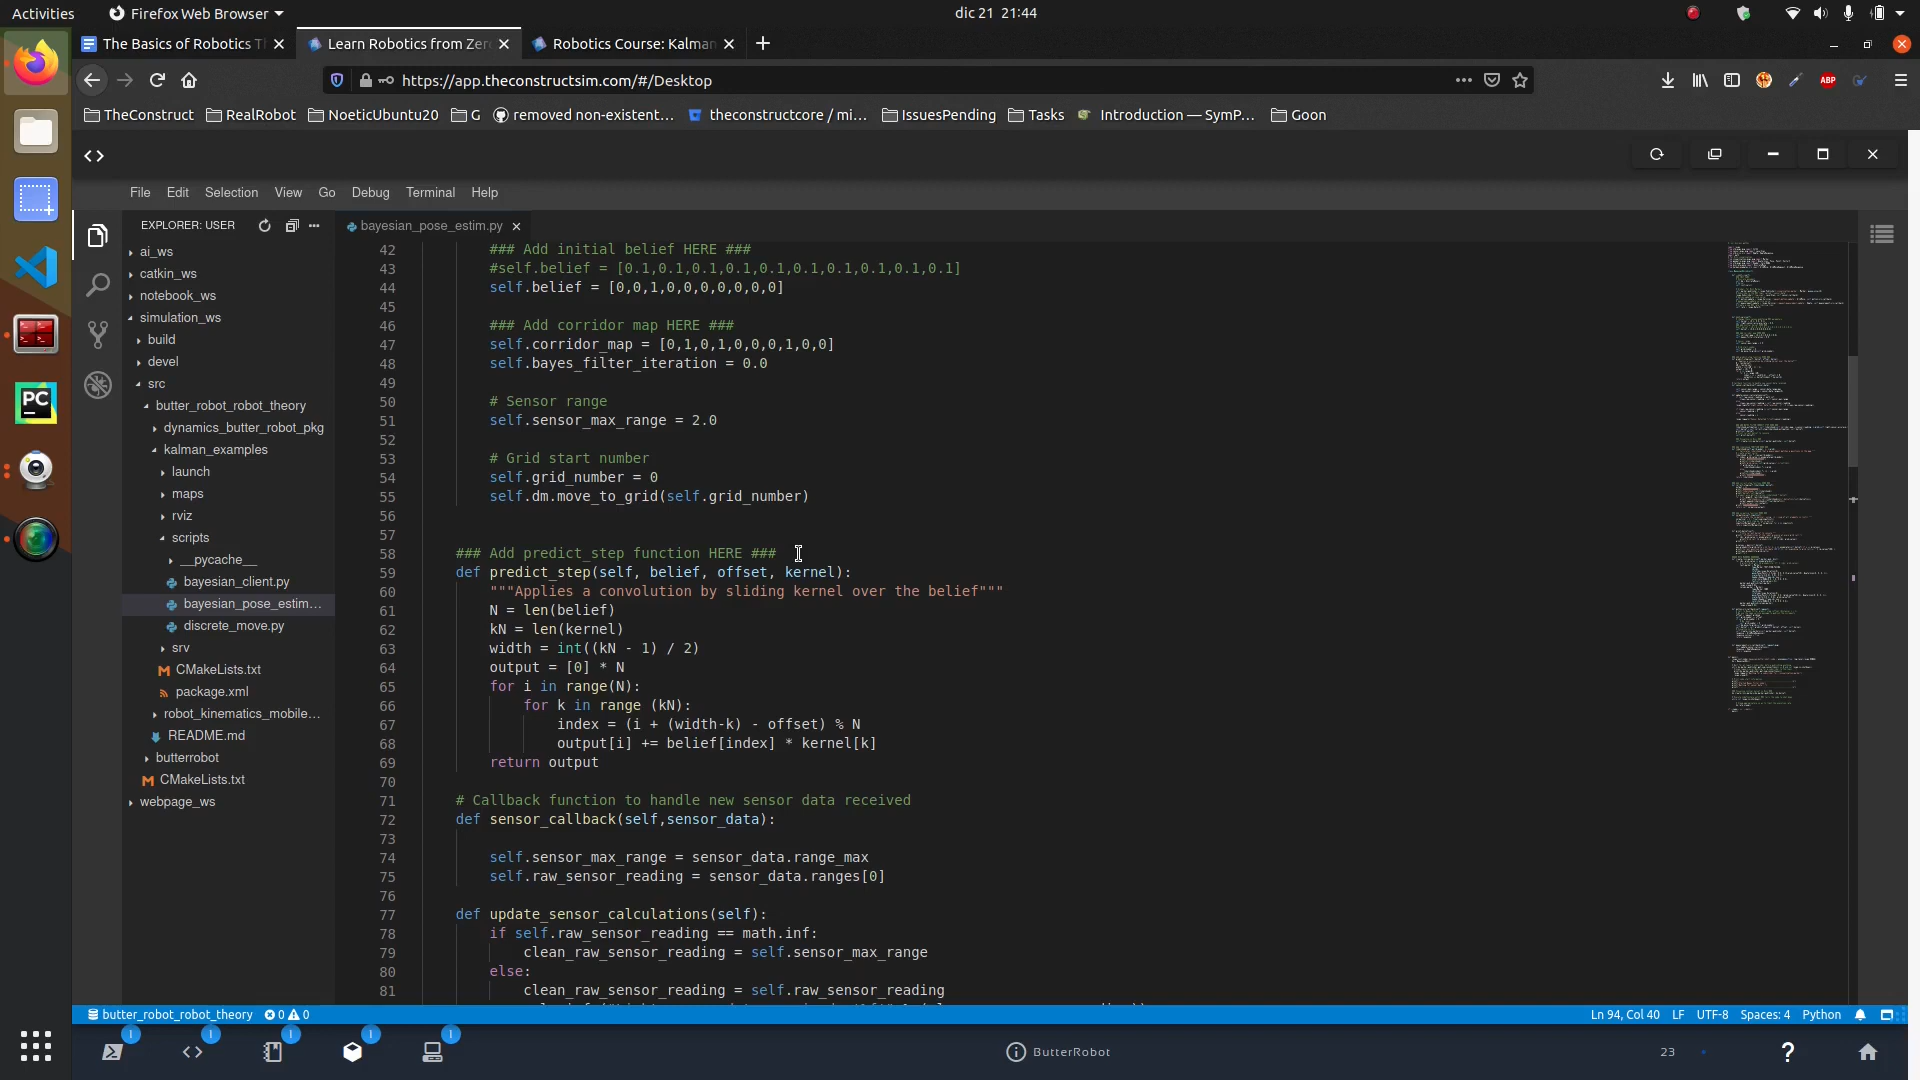 Activities
Firefox Web Browser
dic 21 21:44
The Basics of Robotics T
Learn Robotics from Zero
Robotics Course: Kalman
https://app.theconstructsim.com/#/Desktop
ABP
TheConstruct
RealRobot
NoeticUbuntu20
G
removed non-existent...
theconstructcore / mi...
IssuesPending
Tasks
Introduction — SymP...
Goon
File Edit Selection View Go Debug Terminal Help
EXPLORER: USER
bayesian_pose_estim.py
ai_ws
catkin_ws
notebook_ws
simulation_ws
build
devel
src
butter_robot_robot_theory
dynamics_butter_robot_pkg
kalman_examples
launch
maps
rviz
scripts
__pycache__
bayesian_client.py
bayesian_pose_estim...
discrete_move.py
srv
CMakeLists.txt
package.xml
robot_kinematics_mobile...
README.md
butterrobot
CMakeLists.txt
webpage_ws
PC
42 ### Add initial belief HERE ###
43 #self.belief = [0.1,0.1,0.1,0.1,0.1,0.1,0.1,0.1,0.1,0.1]
44 self.belief = [0,0,1,0,0,0,0,0,0,0]
45
46 ### Add corridor map HERE ###
47 self.corridor_map = [0,1,0,1,0,0,0,1,0,0]
48 self.bayes_filter_iteration = 0.0
49
50 # Sensor range
51 self.sensor_max_range = 2.0
52
53 # Grid start number
54 self.grid_number = 0
55 self.dm.move_to_grid(self.grid_number)
56
57
58 ### Add predict_step function HERE ###
59 def predict_step(self, belief, offset, kernel):
60 """Applies a convolution by sliding kernel over the belief"""
61 N = len(belief)
62 kN = len(kernel)
63 width = int((kN - 1) / 2)
64 output = [0] * N
65 for i in range(N):
66 for k in range (kN):
67 index = (i + (width-k) - offset) % N
68 output[i] += belief[index] * kernel[k]
69 return output
70
71 # Callback function to handle new sensor data received
72 def sensor_callback(self,sensor_data):
73
74 self.sensor_max_range = sensor_data.range_max
75 self.raw_sensor_reading = sensor_data.ranges[0]
76
77 def update_sensor_calculations(self):
78 if self.raw_sensor_reading == math.inf:
79 clean_raw_sensor_reading = self.sensor_max_range
80 else:
81 clean_raw_sensor_reading = self.raw_sensor_reading
butter_robot_robot_theory 0 0
Ln 94, Col 40 LF UTF-8 Spaces: 4 Python
ButterRobot
23
?